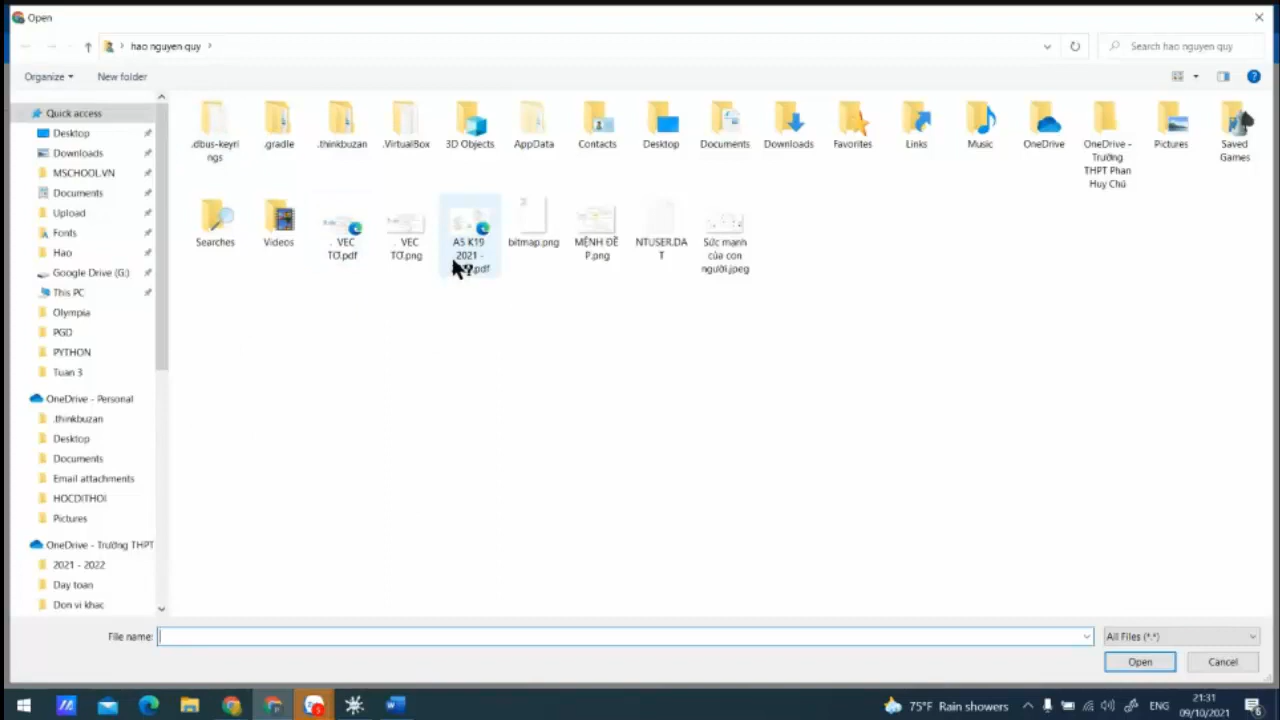 Open
hao nguyen quy
Search hao nguyen quy
Organize
New folder
Quick access
Desktop
Downloads
MSCHOOL.VN
Documents
Upload
Fonts
Hao
Google Drive (G:)
This PC
Olympia
PGD
PYTHON
Tuan 3
OneDrive - Personal
.thinkbuzan
Desktop
Documents
Email attachments
HOCDITHOI
Pictures
OneDrive - Trường THPT
2021 - 2022
Day toan
Don vi khac
.dbus-keyri
ngs
.gradle
.thinkbuzan
.VirtualBox
3D Objects
AppData
Contacts
Desktop
Documents
Downloads
Favorites
Links
Music
OneDrive
OneDrive -
Trường
THPT Phan
Huy Chú
Pictures
Saved
Games
Searches
Videos
. VEC
TƠ.pdf
. VEC
TƠ.png
A5 K19
2021 -
.pdf
bitmap.png
MỆNH ĐỀ
P.png
NTUSER.DA
T
Sức mạnh
của con
người.jpeg
File name:
All Files (*.*)
Open
Cancel
75°F Rain showers
ENG
21:31
09/10/2021